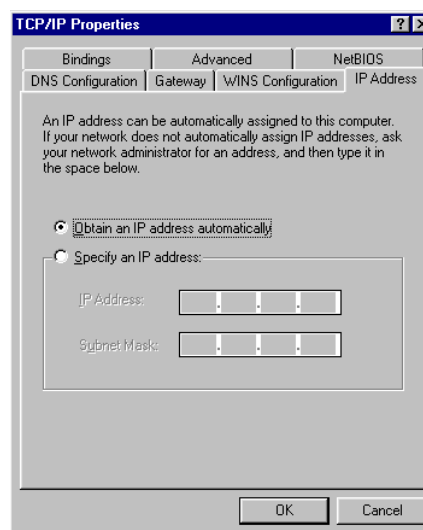 TCP/IP Properties
Bindings
Advanced
NetBIOS
DNS Configuration
Gateway
WINS Configuration
IP Address
An IP address can be automatically assigned to this computer.
If your network does not automatically assign IP addresses, ask
your network administrator for an address, and then type it in
the space below.
Obtain an IP address automatically
Specify an IP address:
IP Address:
Subnet Mask:
OK
Cancel